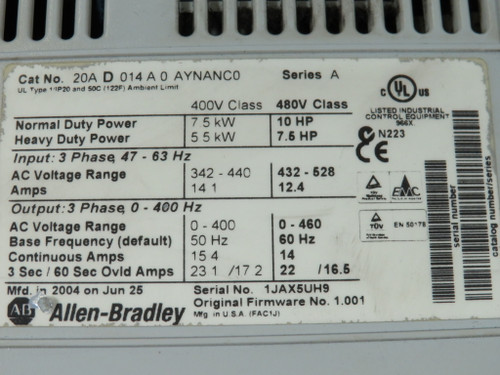 Cat No. 20A D 014 A 0 AYNANC0 Series A
UL Type 1/IP20 and 50C (122F) Ambient Limit
400V Class 480V Class
Normal Duty Power 7.5 kW 10 HP
Heavy Duty Power 5.5 kW 7.5 HP
Input: 3 Phase, 47 - 63 Hz
AC Voltage Range 342 - 440 432 - 528
Amps 14.1 12.4
Output: 3 Phase, 0 - 400 Hz
AC Voltage Range 0 - 400 0 - 460
Base Frequency (default) 50 Hz 60 Hz
Continuous Amps 15.4 14
3 Sec / 60 Sec Ovld Amps 23.1 / 17.2 22 / 16.5
Mfd. in 2004 on Jun 25 Serial No. 1JAX5UH9
Original Firmware No. 1.001
AB Allen-Bradley Mfg in U.S.A. (FAC1J)
C UL US
LISTED INDUSTRIAL
CONTROL EQUIPMENT
966X
N223
CE
EMC
TÜV
EN 50178
serial number
catalog number/series